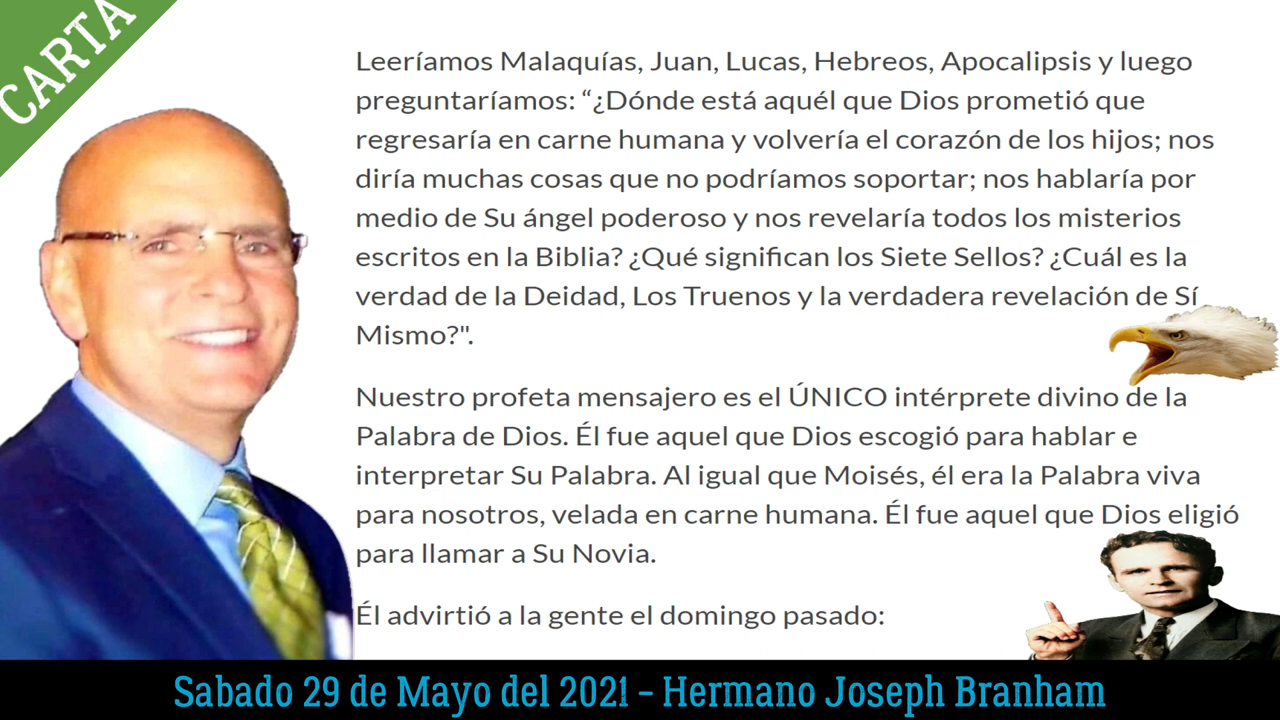 CARTA
Leeríamos Malaquías, Juan, Lucas, Hebreos, Apocalipsis y luego
preguntaríamos: “¿Dónde está aquél que Dios prometió que
regresaría en carne humana y volvería el corazón de los hijos; nos
diría muchas cosas que no podríamos soportar; nos hablaría por
medio de Su ángel poderoso y nos revelaría todos los misterios
escritos en la Biblia? ¿Qué significan los Siete Sellos? ¿Cuál es la
verdad de la Deidad, Los Truenos y la verdadera revelación de Sí
Mismo?".
Nuestro profeta mensajero es el ÚNICO intérprete divino de la
Palabra de Dios. Él fue aquel que Dios escogió para hablar e
interpretar Su Palabra. Al igual que Moisés, él era la Palabra viva
para nosotros, velada en carne humana. Él fue aquel que Dios eligió
para llamar a Su Novia.
Él advirtió a la gente el domingo pasado:
Sabado 29 de Mayo del 2021 - Hermano Joseph Branham